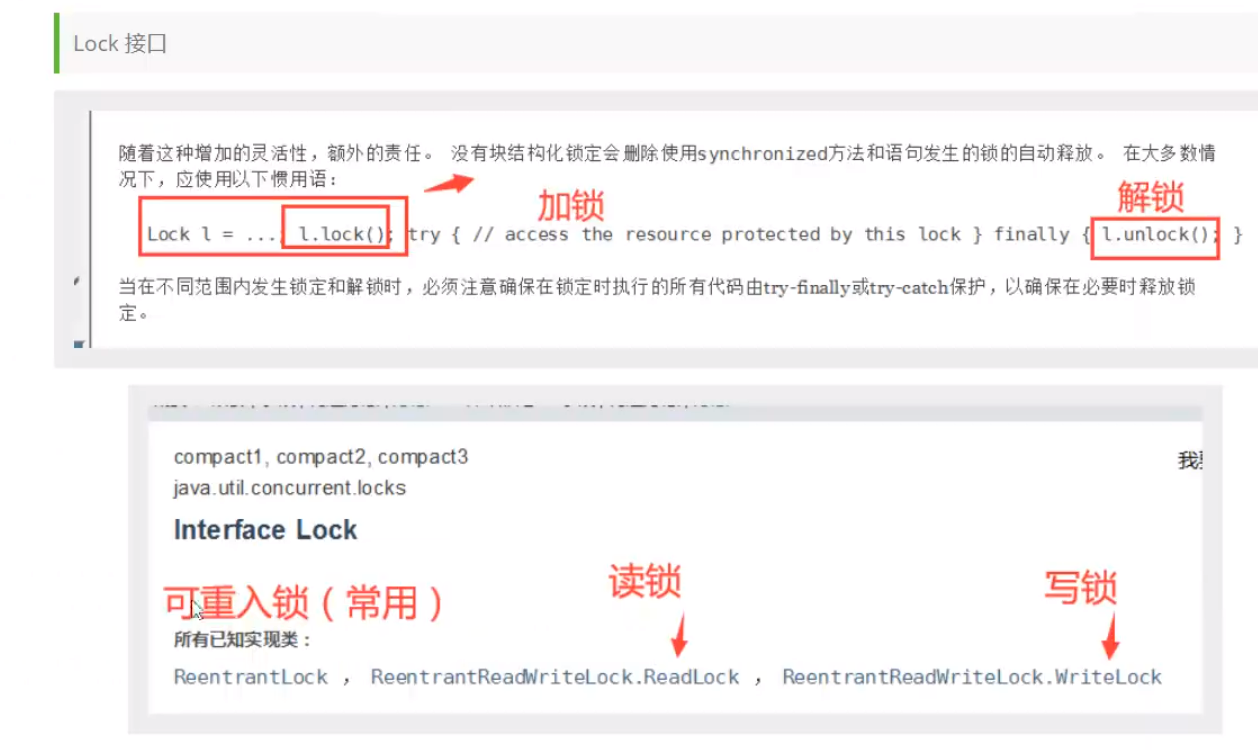 Lock 接口
随着这种增加的灵活性，额外的责任。 没有块结构化锁定会删除使用synchronized方法和语句发生的锁的自动释放。 在大多数情
况下，应使用以下惯用语：
加锁
解锁
Lock l = ...; l.lock(); try { // access the resource protected by this lock } finally { l.unlock(); }
当在不同范围内发生锁定和解锁时，必须注意确保在锁定时执行的所有代码由try-finally或try-catch保护，以确保在必要时释放锁
定。
compact1, compact2, compact3
我
java.util.concurrent.locks
Interface Lock
可重入锁（常用）
读锁
写锁
所有已知实现类：
ReentrantLock ， ReentrantReadWriteLock.ReadLock ， ReentrantReadWriteLock.WriteLock